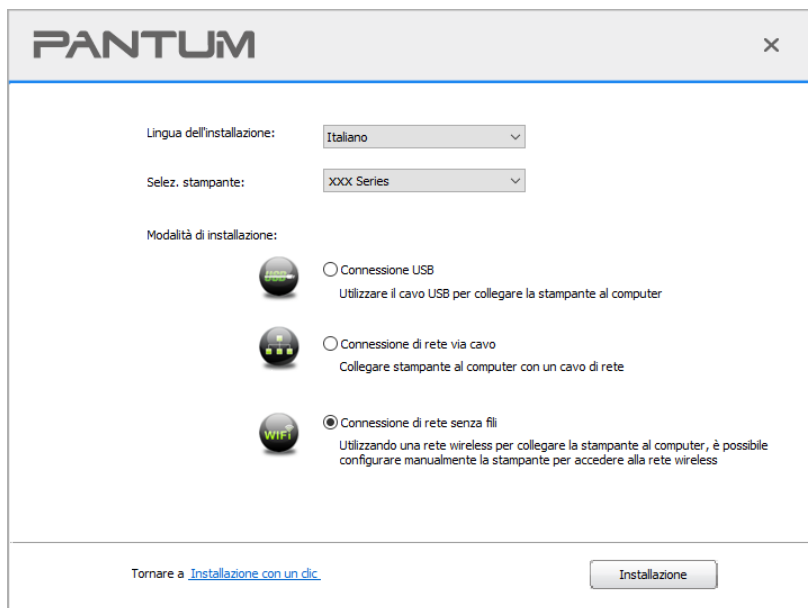 PANTUM
Lingua dell'installazione:
Italiano
Selez. stampante:
XXX Series
Modalità di installazione:
USB
Connessione USB
Utilizzare il cavo USB per collegare la stampante al computer
Connessione di rete via cavo
Collegare stampante al computer con un cavo di rete
WiFi
Connessione di rete senza fili
Utilizzando una rete wireless per collegare la stampante al computer, è possibile
configurare manualmente la stampante per accedere alla rete wireless
Tornare a Installazione con un clic
Installazione